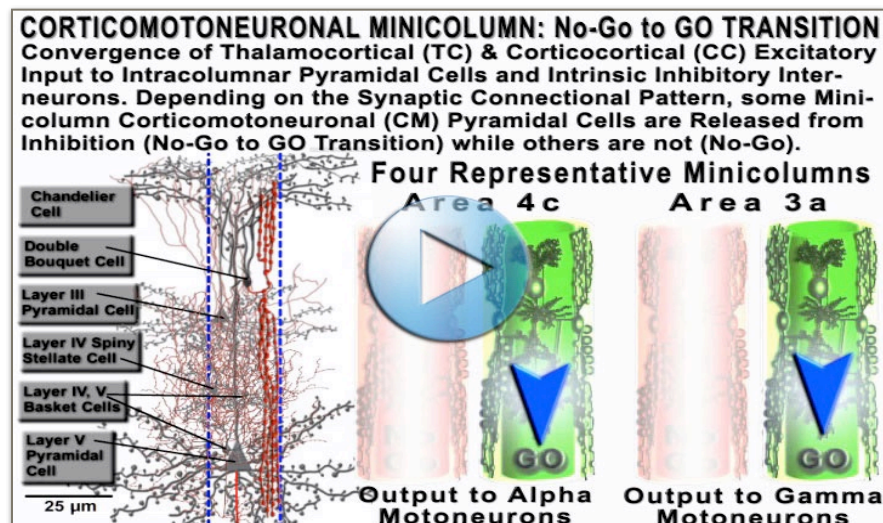 CORTICOMOTONEURONAL MINICOLUMN: No-Go to GO TRANSITION
Convergence of Thalamocortical (TC) & Corticocortical (CC) Excitatory
Input to Intracolumnar Pyramidal Cells and Intrinsic Inhibitory Inter-
neurons. Depending on the Synaptic Connectional Pattern, some Mini-
column Corticomotoneuronal (CM) Pyramidal Cells are Released from
Inhibition (No-Go to GO Transition) while others are not (No-Go).
Chandelier
Cell
Double
Bouquet Cell
Layer III
Pyramidal Cell
Layer IV Spiny
Stellate Cell
Layer IV, V
Basket Cells
Layer V
Pyramidal
Cell
25 µm
Four Representative Minicolumns
Area 4c
Area 3a
GO
GO
Output to Alpha
Motoneurons
Output to Gamma
Motoneurons